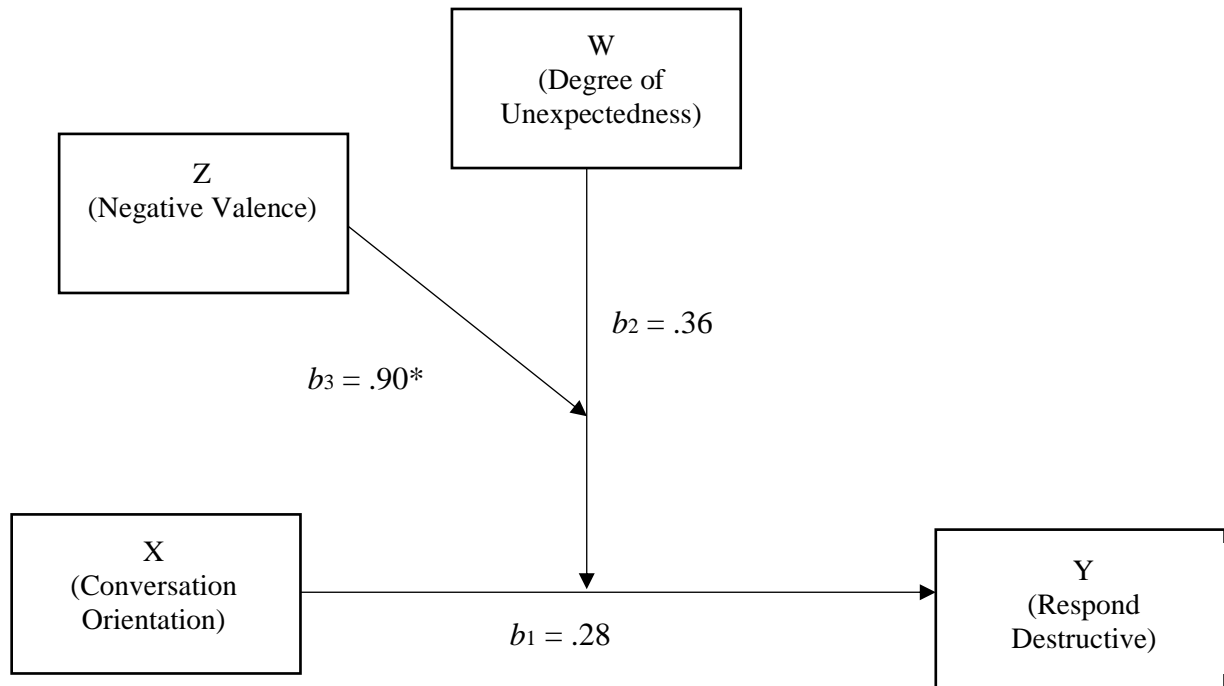 W
(Degree of
Unexpectedness)
Z
(Negative Valence)
b2 = .36
b3 = .90*
X
(Conversation
Orientation)
b1 = .28
Y
(Respond
Destructive)